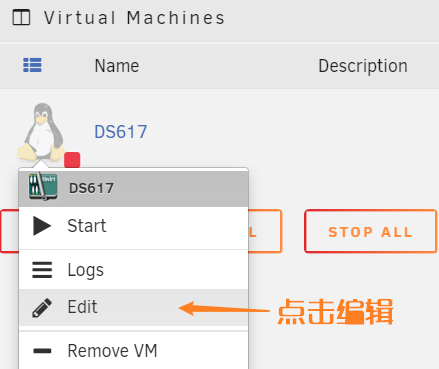 Virtual Machines
Name Description
DS617
DS617
Start
L STOP ALL
Logs
Edit 点击编辑
Remove VM